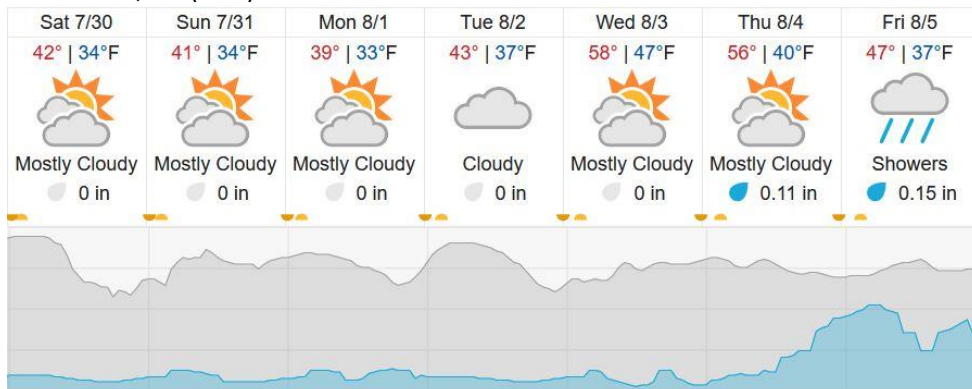 Sat 7/30 Sun 7/31 Mon 8/1 Tue 8/2 Wed 8/3 Thu 8/4 Fri 8/5
42° | 34°F 41° | 34°F 39° | 33°F 43° | 37°F 58° | 47°F 56° | 40°F 47° | 37°F
Mostly Cloudy Mostly Cloudy Mostly Cloudy Cloudy Mostly Cloudy Mostly Cloudy Showers
0 in 0 in 0 in 0 in 0 in 0.11 in 0.15 in